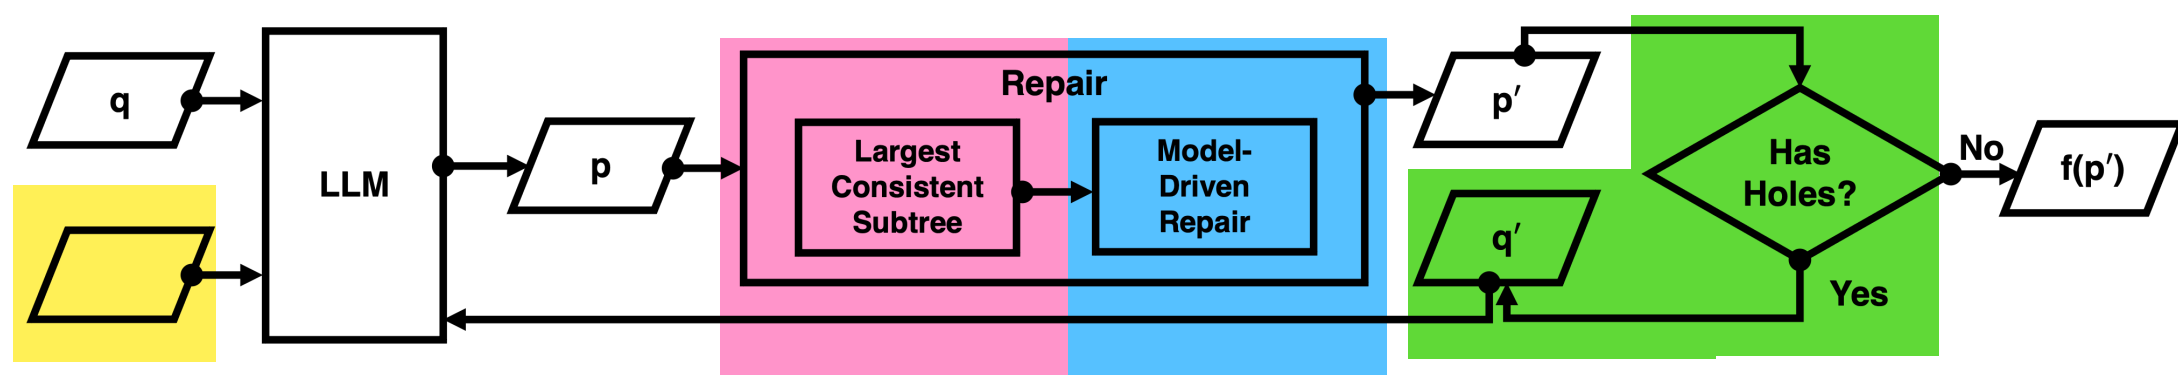 q
LLM
p
Repair
Largest
Consistent
Subtree
Model-
Driven
Repair
p′
q′
Has
Holes?
Yes
No
f(p′)